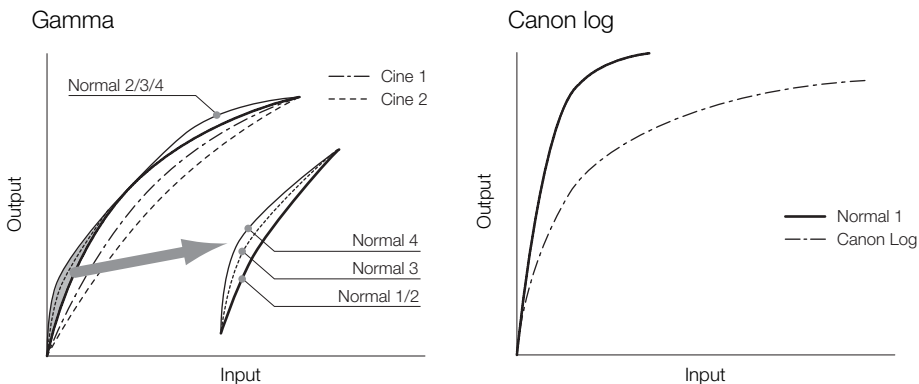 Gamma
Normal 2/3/4
Cine 1
Cine 2
Output
Normal 4
Normal 3
Normal 1/2
Input
Canon log
Output
Normal 1
Canon Log
Input